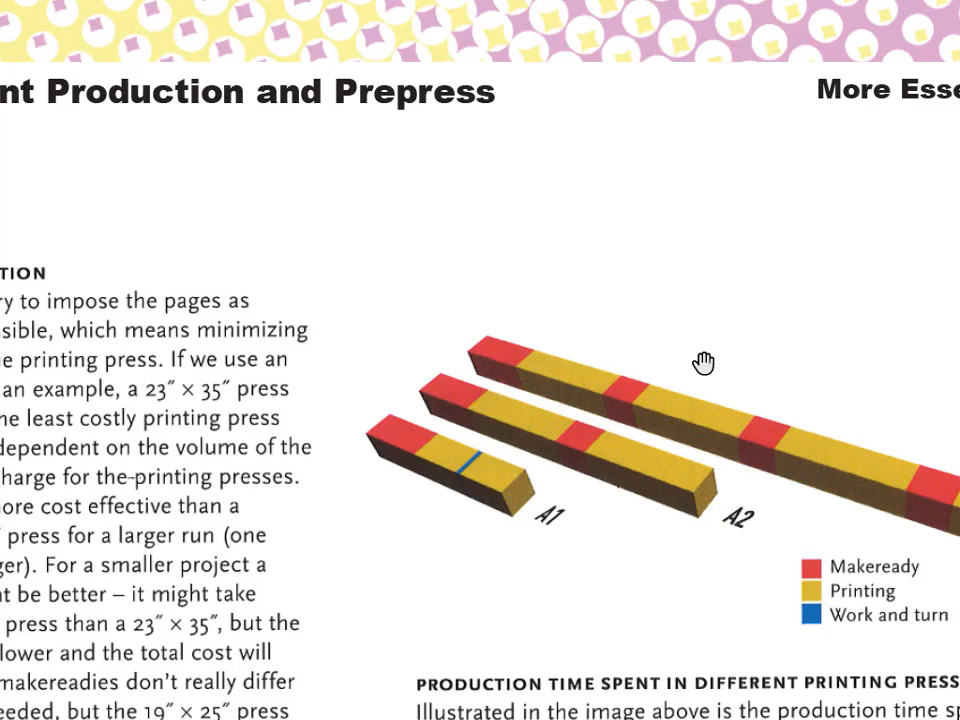 nt Production and Prepress
More Esse
TION
ry to impose the pages as
ssible, which means minimizing
e printing press. If we use an
an example, a 23″ × 35″ press
he least costly printing press
dependent on the volume of the
charge for the-printing presses.
ore cost effective than a
″ press for a larger run (one
ger). For a smaller project a
ht be better – it might take
press than a 23″ × 35″, but the
lower and the total cost will
makereadies don't really differ
eeded, but the 19″ × 25″ press
A1
A2
Makeready
Printing
Work and turn
PRODUCTION TIME SPENT IN DIFFERENT PRINTING PRESS
Illustrated in the image above is the production time sp